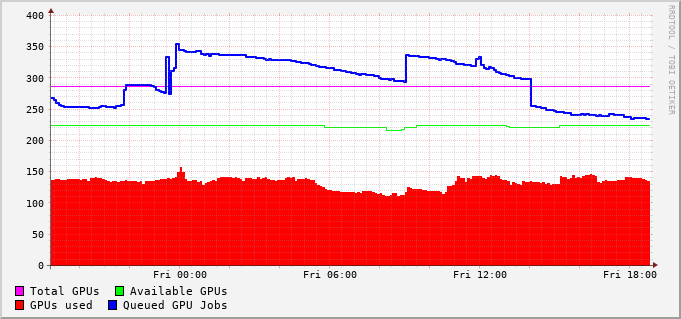 400
350
300
250
200
150
100
50
0
Fri 00:00 Fri 06:00 Fri 12:00 Fri 18:00
Total GPUs Available GPUs
GPUs used Queued GPU Jobs
RRDTOOL / TOBI OETIKER